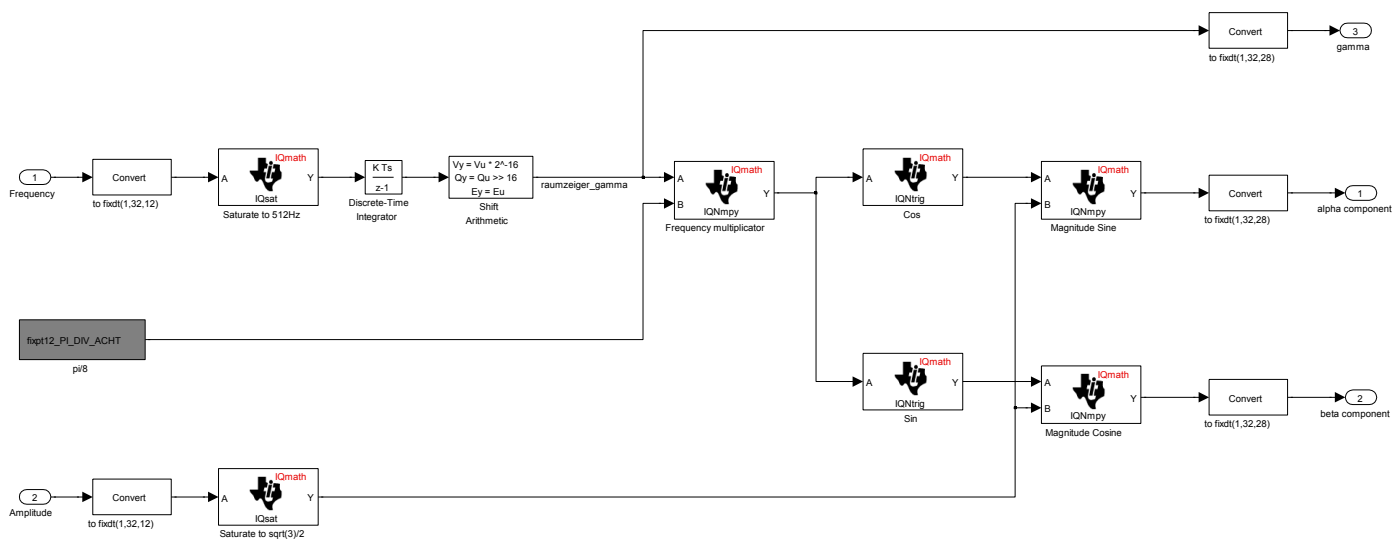 Convert
to fixdt(1,32,28)
3
gamma
1
Frequency
Convert
to fixdt(1,32,12)
IQmath
A
Y
IQsat
Saturate to 512Hz
K Ts
z-1
Discrete-Time
Integrator
Vy = Vu * 2^-16
Qy = Qu >> 16
Ey = Eu
Shift
Arithmetic
raumzeiger_gamma
IQmath
A
B
Y
IQNmpy
Frequency multiplicator
IQmath
A
Y
IQNtrig
Cos
IQmath
A
B
Y
IQNmpy
Magnitude Sine
Convert
to fixdt(1,32,28)
1
alpha component
fixpt12_PI_DIV_ACHT
pi/8
IQmath
A
Y
IQNtrig
Sin
IQmath
A
B
Y
IQNmpy
Magnitude Cosine
Convert
to fixdt(1,32,28)
2
beta component
2
Amplitude
Convert
to fixdt(1,32,12)
IQmath
A
Y
IQsat
Saturate to sqrt(3)/2